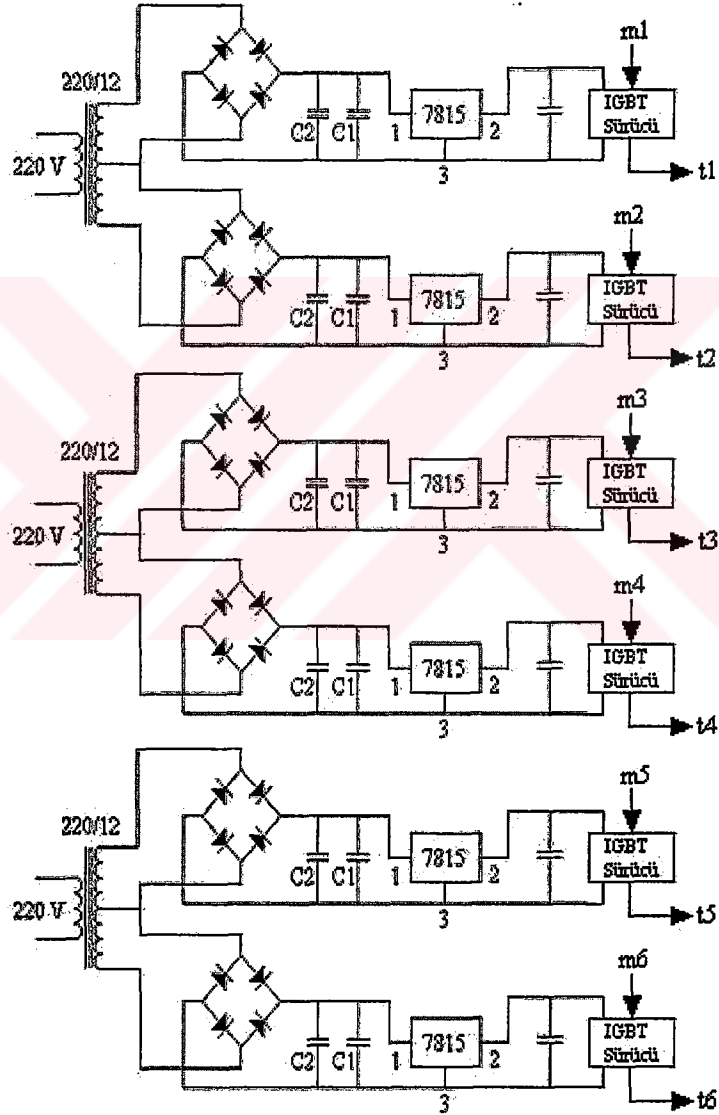 m1
220/12
220 V
C2 C1 1 7815 2 IGBT
Sürücü
3
t1
m2
C2 C1 1 7815 2 IGBT
Sürücü
3
t2
m3
220/12
220 V
C2 C1 1 7815 2 IGBT
Sürücü
3
t3
m4
C2 C1 1 7815 2 IGBT
Sürücü
3
t4
m5
220/12
220 V
C2 C1 1 7815 2 IGBT
Sürücü
3
t5
m6
C2 C1 1 7815 2 IGBT
Sürücü
3
t6